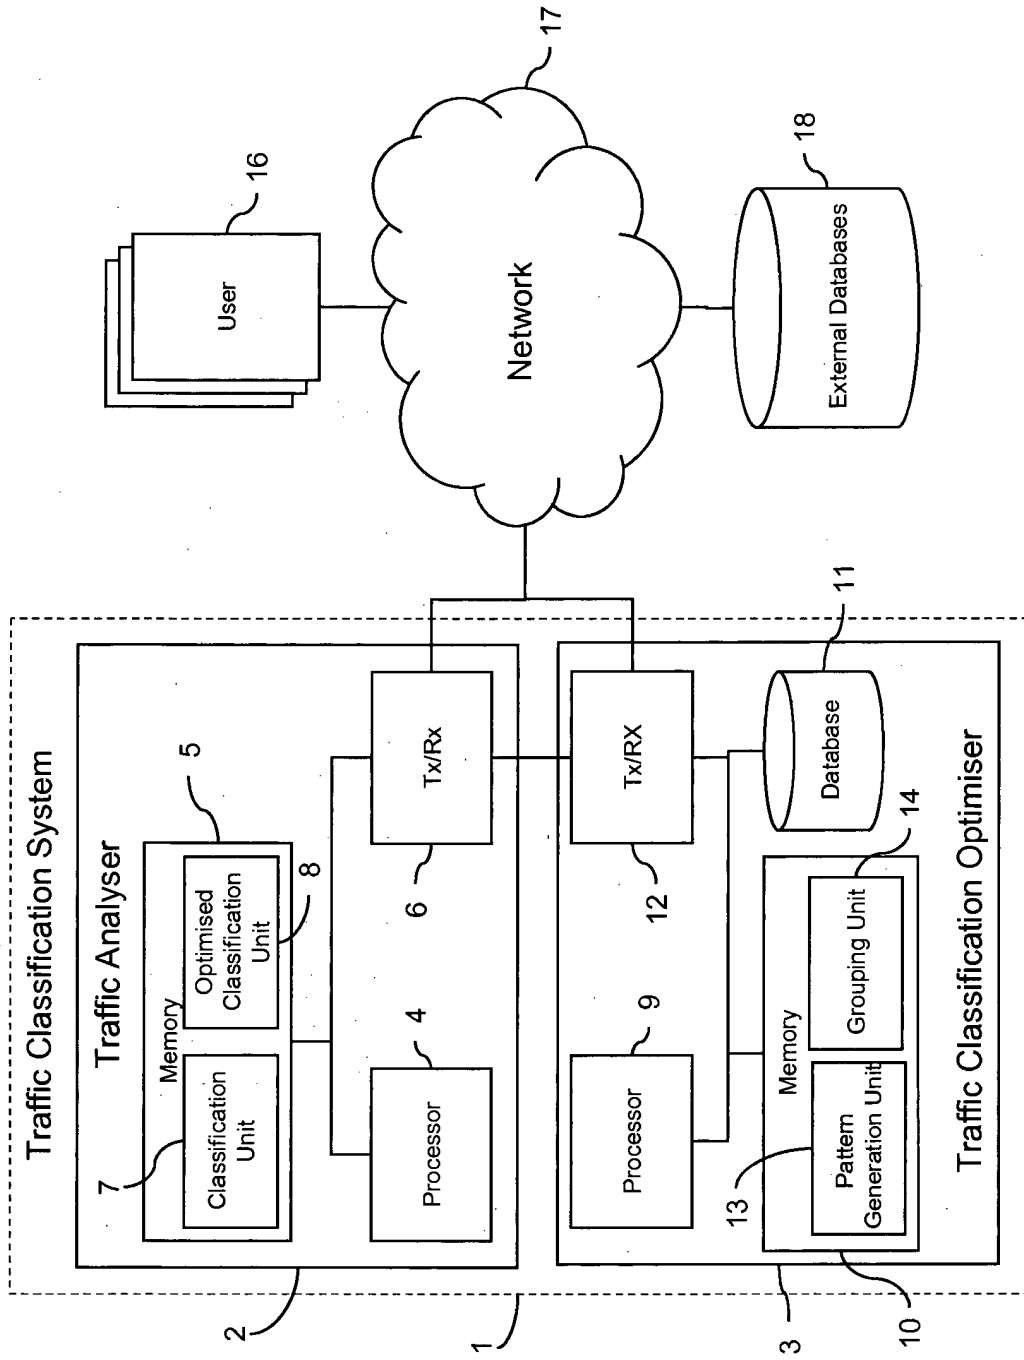 Traffic Classification System
Traffic Analyser
Memory
Classification
Unit
Optimised
Classification
Unit
7
8
5
Processor
4
Tx/Rx
6
2
1
Processor
9
Tx/RX
12
Memory
Pattern
Generation Unit
Grouping Unit
13
14
Database
11
Traffic Classification Optimiser
3
10
User
16
Network
17
External Databases
18